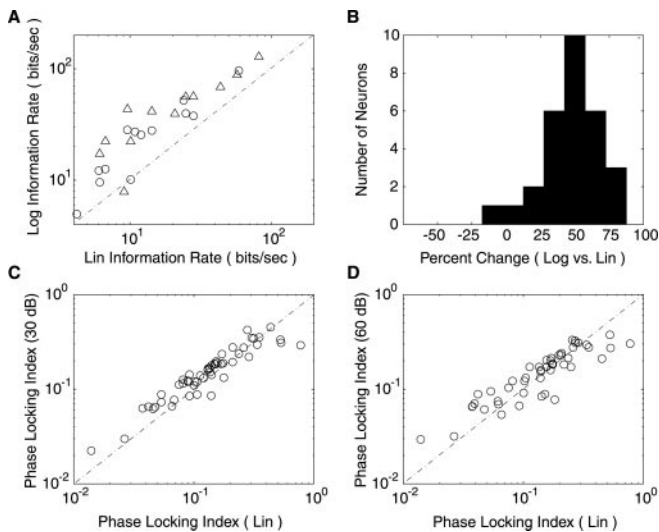 A
Log Information Rate ( bits/sec )
10²
10¹
10¹
10²
Lin Information Rate ( bits/sec )
B
Number of Neurons
10
8
6
4
2
0
-50
-25
0
25
50
75
100
Percent Change ( Log vs. Lin )
C
Phase Locking Index (30 dB)
10⁰
10⁻¹
10⁻²
10⁻²
10⁻¹
10⁰
Phase Locking Index ( Lin )
D
Phase Locking Index (60 dB)
10⁰
10⁻¹
10⁻²
10⁻²
10⁻¹
10⁰
Phase Locking Index ( Lin )